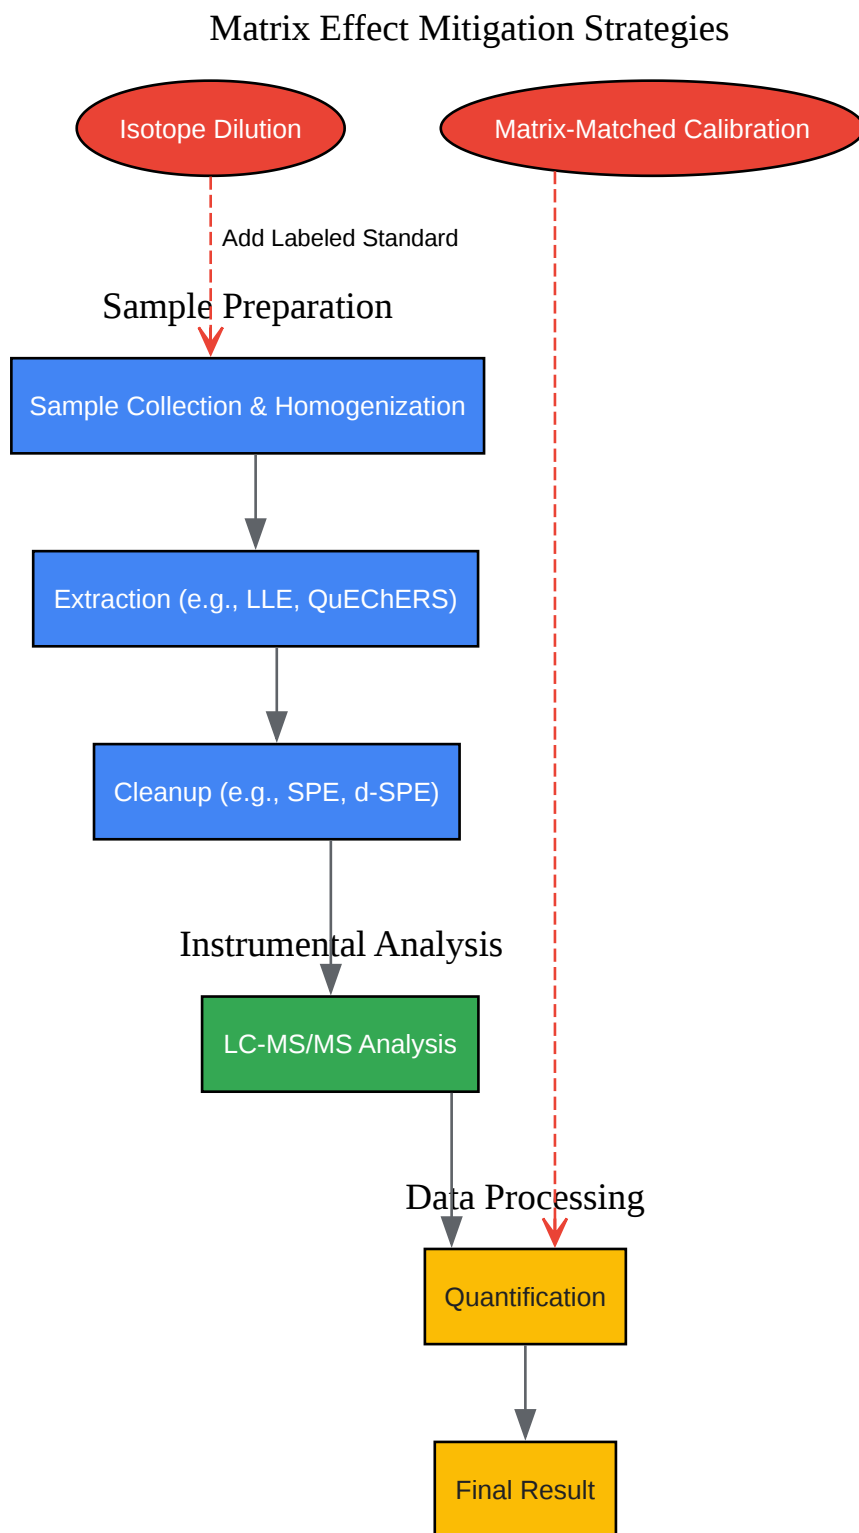 Matrix Effect Mitigation Strategies
Isotope Dilution
Matrix-Matched Calibration
Add Labeled Standard
Sample Preparation
Sample Collection & Homogenization
Extraction (e.g., LLE, QuEChERS)
Cleanup (e.g., SPE, d-SPE)
Instrumental Analysis
LC-MS/MS Analysis
Data Processing
Quantification
Final Result